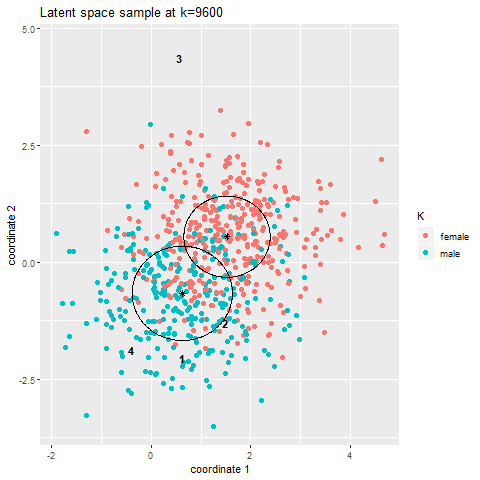 Latent space sample at k=9600
5.0
2.5
0.0
-2.5
coordinate 2
3
*
*
2
4
1
-2
0
2
4
coordinate 1
K
female
male